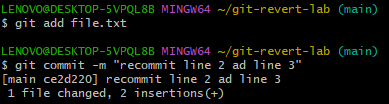 LENOVO@DESKTOP-5VPQL8B MINGW64 ~/git-revert-lab (main)
$ git add file.txt
LENOVO@DESKTOP-5VPQL8B MINGW64 ~/git-revert-lab (main)
$ git commit -m "recommit line 2 ad line 3"
[main ce2d220] recommit line 2 ad line 3
1 file changed, 2 insertions(+)